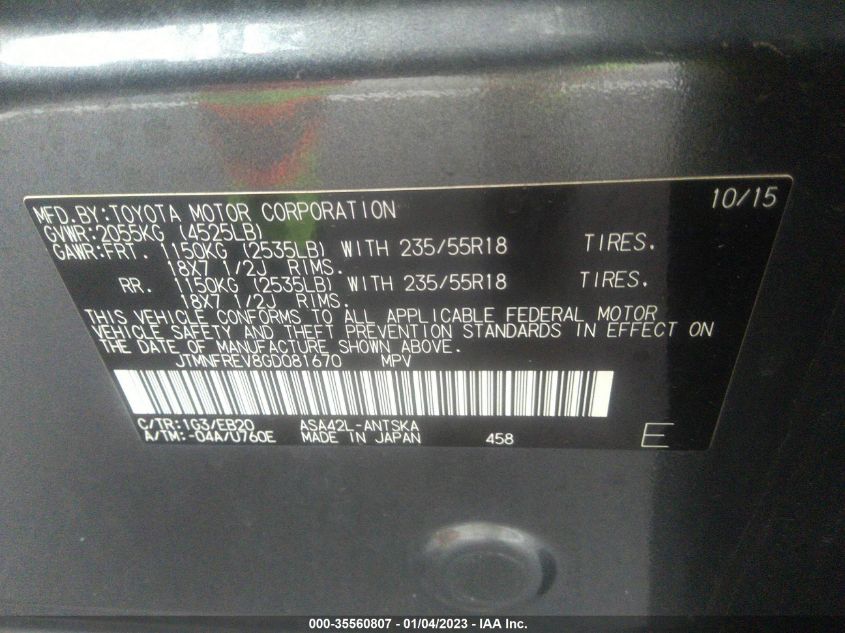 10/15
MFD.BY:TOYOTA MOTOR CORPORATION
GVWR:2055KG (4525LB)
GAWR:FRT. 1150KG (2535LB) WITH 235/55R18 TIRES.
18X7 1/2J RIMS.
RR. 1150KG (2535LB) WITH 235/55R18 TIRES.
18X7 1/2J RIMS.
THIS VEHICLE CONFORMS TO ALL APPLICABLE FEDERAL MOTOR
VEHICLE SAFETY AND THEFT PREVENTION STANDARDS IN EFFECT ON
THE DATE OF MANUFACTURE SHOWN ABOVE.
JTMNFREV8GD081670 MPV
C/TR:1G3/EB20 ASA42L-ANTSKA
A/TM:-04A/U760E MADE IN JAPAN 458 E
000-35560807 - 01/04/2023 - IAA Inc.